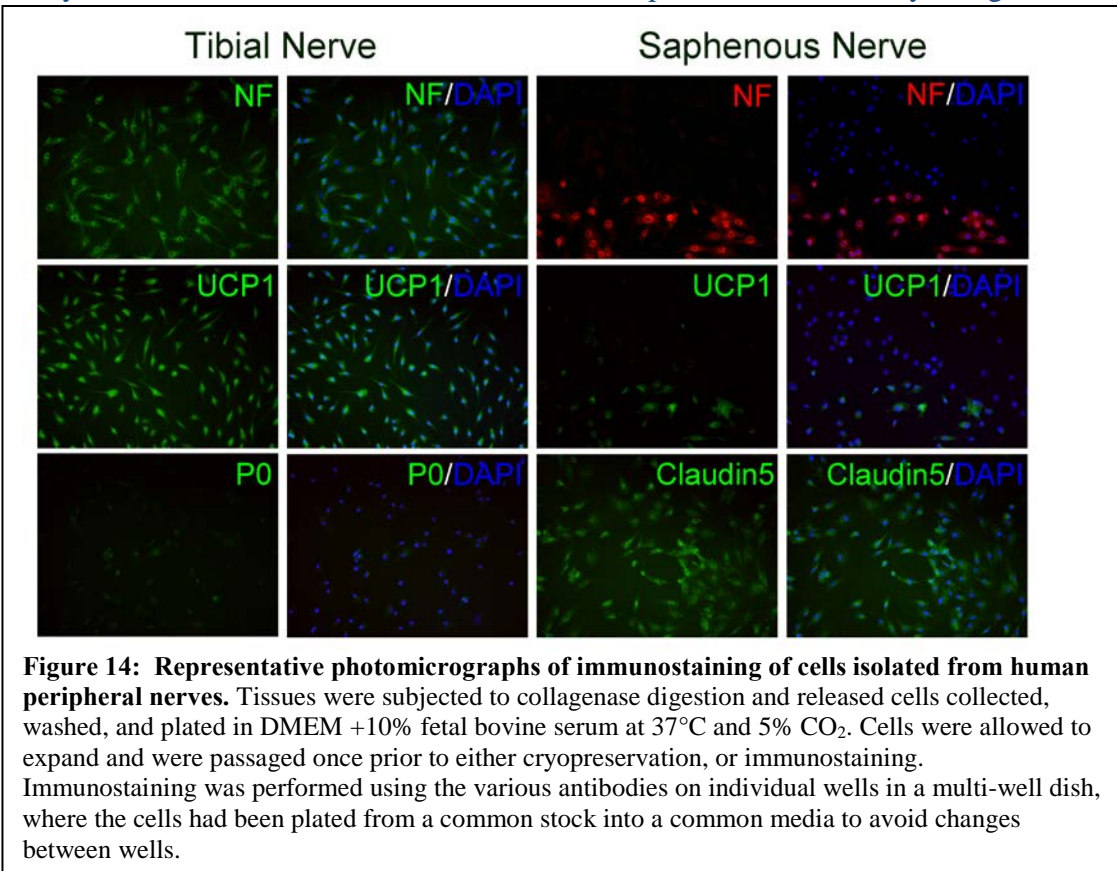 Tibial Nerve Saphenous Nerve
NF NF/DAPI NF NF/DAPI
UCP1 UCP1/DAPI UCP1 UCP1/DAPI
P0 P0/DAPI Claudin5 Claudin5/DAPI
Figure 14: Representative photomicrographs of immunostaining of cells isolated from human
peripheral nerves. Tissues were subjected to collagenase digestion and released cells collected,
washed, and plated in DMEM +10% fetal bovine serum at 37°C and 5% CO₂. Cells were allowed to
expand and were passaged once prior to either cryopreservation, or immunostaining.
Immunostaining was performed using the various antibodies on individual wells in a multi-well dish,
where the cells had been plated from a common stock into a common media to avoid changes
between wells.